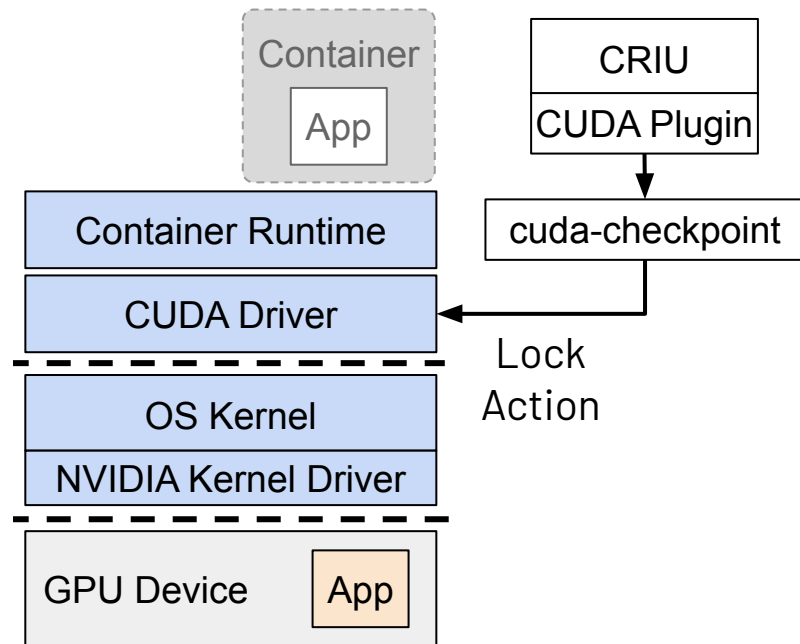 Container
App
CRIU
CUDA Plugin
Container Runtime
cuda-checkpoint
CUDA Driver
Lock
Action
OS Kernel
NVIDIA Kernel Driver
GPU Device
App